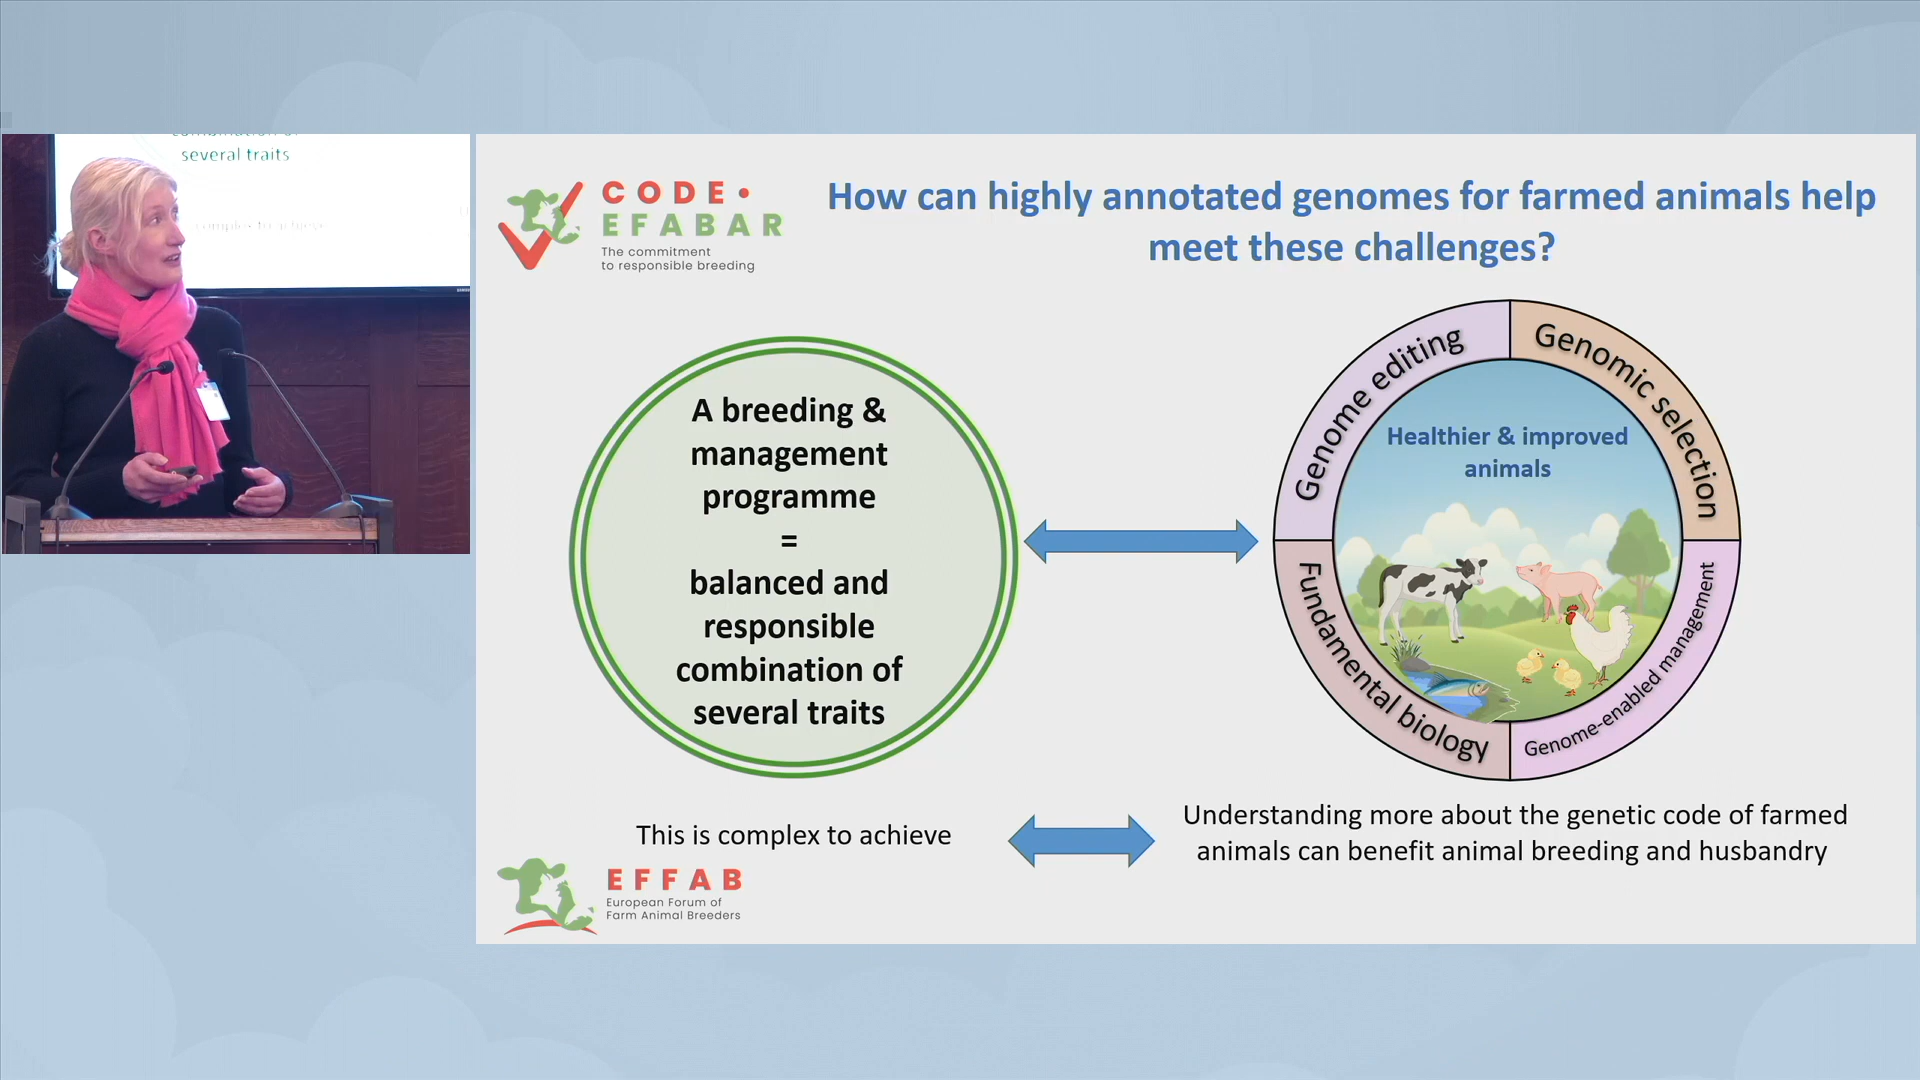 several traits
complex to achieve
CODE•
EFABAR
The commitment
to responsible breeding
How can highly annotated genomes for farmed animals help
meet these challenges?
A breeding &
management
programme
=
balanced and
responsible
combination of
several traits
Genome editing
Genomic selection
Healthier & improved
animals
Fundamental biology
Genome-enabled management
This is complex to achieve
Understanding more about the genetic code of farmed
animals can benefit animal breeding and husbandry
EFFAB
European Forum of
Farm Animal Breeders